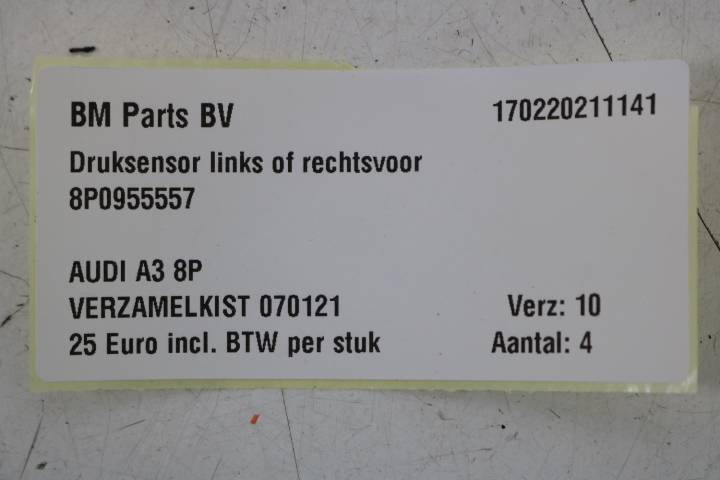 BM Parts BV 170220211141
Druksensor links of rechtsvoor
8P0955557
AUDI A3 8P
VERZAMELKIST 070121 Verz: 10
25 Euro incl. BTW per stuk Aantal: 4